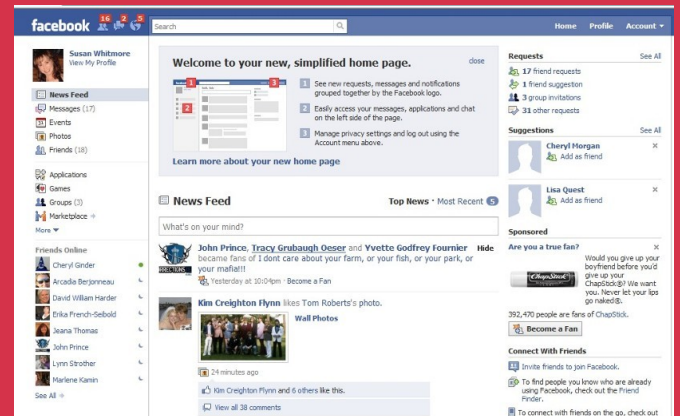 facebook
16
2
5
Search
Home Profile Account
Susan Whitmore
View My Profile
News Feed
Messages (17)
Events
Photos
Friends (18)
Applications
Games
Groups (3)
Marketplace
More
Friends Online
Cheryl Ginder
Arcadia Berjonneau
David William Harder
Erika French-Seibold
Jeana Thomas
John Prince
Lynn Strother
Marlene Kamin
See All
Welcome to your new, simplified home page.
close
1
2
3
1 See new requests, messages and notifications
grouped together by the Facebook logo.
2 Easily access your messages, applications and chat
on the left side of the page.
3 Manage privacy settings and log out using the
Account menu above.
Learn more about your new home page
News Feed
Top News · Most Recent 5
What's on your mind?
John Prince, Tracy Grubaugh Oeser and Yvette Godfrey Fournier Hide
became fans of I dont care about your farm, or your fish, or your park, or
your mafia!!!
Yesterday at 10:04pm · Become a Fan
Kim Creighton Flynn likes Tom Roberts's photo.
Wall Photos
24 minutes ago
Kim Creighton Flynn and 6 others like this.
View all 38 comments
Requests See All
17 friend requests
1 friend suggestion
3 group invitations
31 other requests
Suggestions See All
Cheryl Morgan
Add as friend
Lisa Quest
Add as friend
Sponsored
Are you a true fan?
ChapStick
Would you give up your
boyfriend before you'd
give up your
ChapStick®? We want
you. Never let your lips
go naked®.
392,470 people are fans of ChapStick.
Become a Fan
Connect With Friends
Invite friends to join Facebook.
To find people you know who are already
using Facebook, check out the Friend
Finder.
To connect with friends on the go, check out